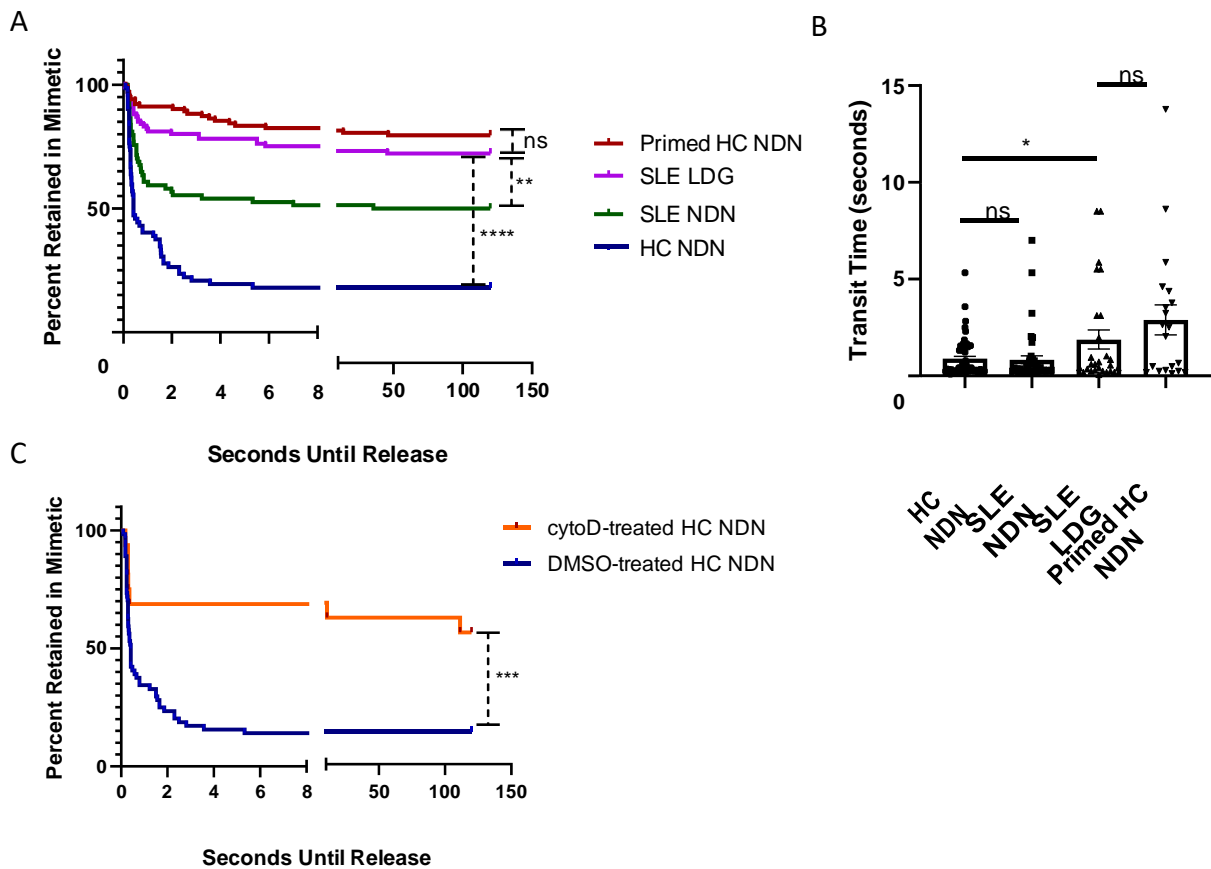 A
Percent Retained in Mimetic
100
50
0
0 2 4 6 8 50 100 150
Seconds Until Release
ns
**
****
Primed HC NDN
SLE LDG
SLE NDN
HC NDN
B
Transit Time (seconds)
15
10
5
0
ns
*
ns
HC
NDN
SLE
NDN
SLE
LDG
Primed HC
NDN
C
Percent Retained in Mimetic
100
50
0
0 2 4 6 8 50 100 150
Seconds Until Release
***
cytoD-treated HC NDN
DMSO-treated HC NDN